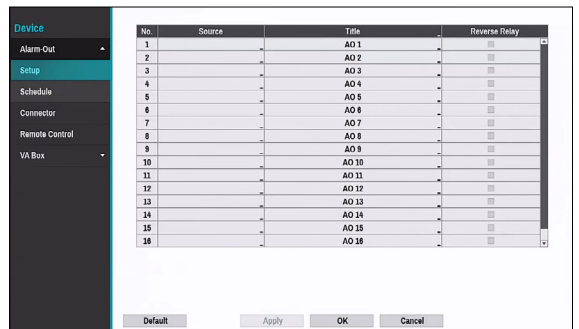 Device
Alarm-Out
Setup
Schedule
Connector
Remote Control
VA Box
No. Source Title Reverse Relay
1 AO 1
2 AO 2
3 AO 3
4 AO 4
5 AO 5
6 AO 6
7 AO 7
8 AO 8
9 AO 9
10 AO 10
11 AO 11
12 AO 12
13 AO 13
14 AO 14
15 AO 15
16 AO 16
Default Apply OK Cancel